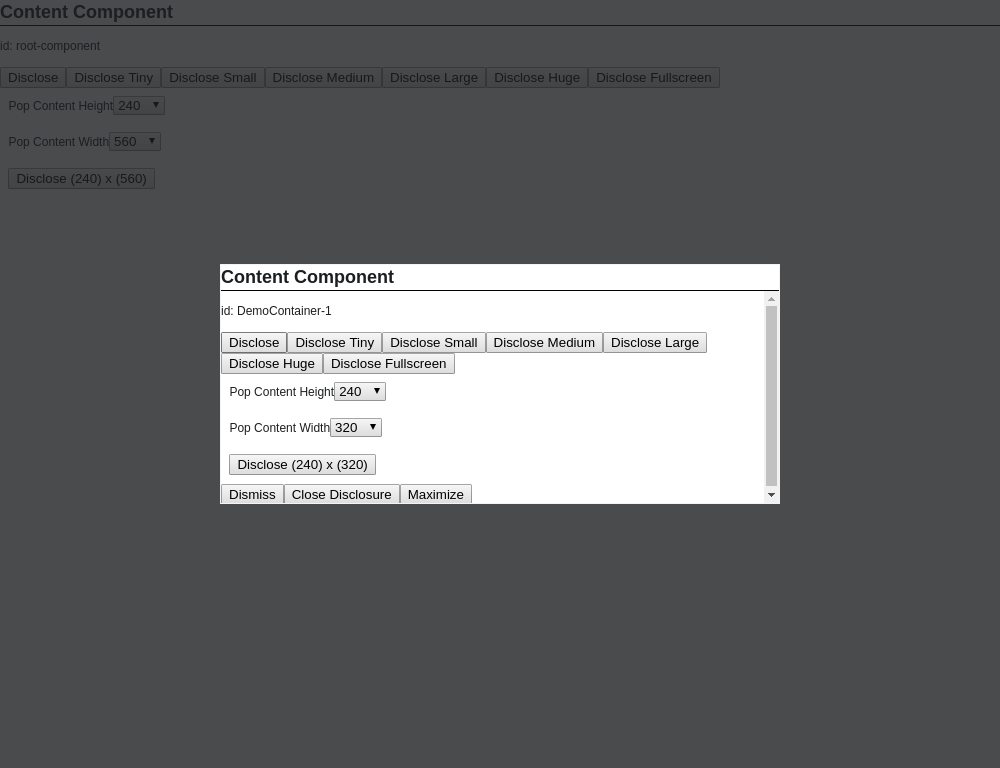 Content Component
id: root-component
Disclose Disclose Tiny Disclose Small Disclose Medium Disclose Large Disclose Huge Disclose Fullscreen
Pop Content Height 240
Pop Content Width 560
Disclose (240) x (560)
Content Component
id: DemoContainer-1
Disclose Disclose Tiny Disclose Small Disclose Medium Disclose Large
Disclose Huge Disclose Fullscreen
Pop Content Height 240
Pop Content Width 320
Disclose (240) x (320)
Dismiss Close Disclosure Maximize